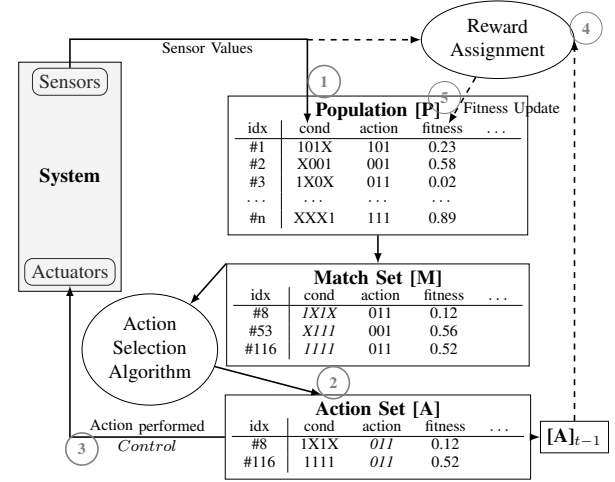 Sensor Values
Reward
Assignment
4
Sensors
1
5
Fitness Update
Population [P]
idx cond action fitness . . .
#1 101X 101 0.23
#2 X001 001 0.58
#3 1X0X 011 0.02
. . . . . . . . . . . .
#n XXX1 111 0.89
System
Actuators
Match Set [M]
idx cond action fitness . . .
#8 1X1X 011 0.12
#53 X111 001 0.56
#116 1111 011 0.52
Action
Selection
Algorithm
2
Action Set [A]
idx cond action fitness . . .
#8 1X1X 011 0.12
#116 1111 011 0.52
Action performed
Control
3
[A]t−1